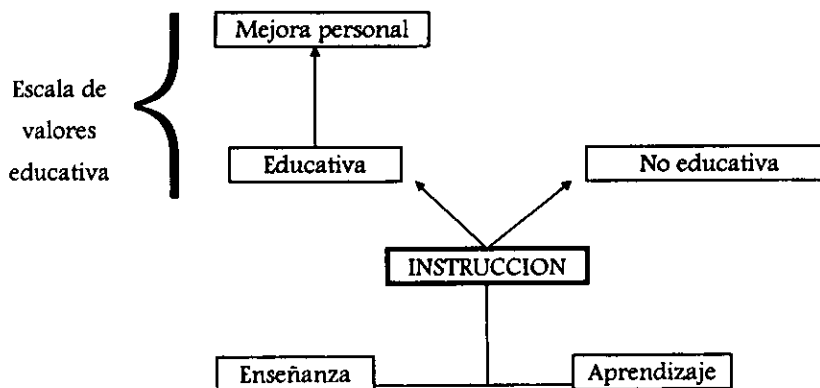 Mejora personal
Escala de
valores
educativa
Educativa
No educativa
INSTRUCCION
Enseñanza
Aprendizaje